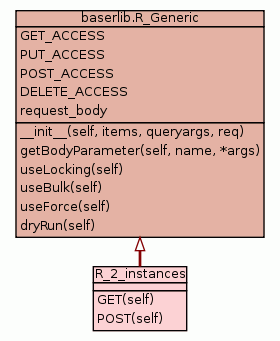 baserlib.R_Generic
GET_ACCESS
PUT_ACCESS
POST_ACCESS
DELETE_ACCESS
request_body
__init__(self, items, queryargs, req)
getBodyParameter(self, name, *args)
useLocking(self)
useBulk(self)
useForce(self)
dryRun(self)
R_2_instances
GET(self)
POST(self)